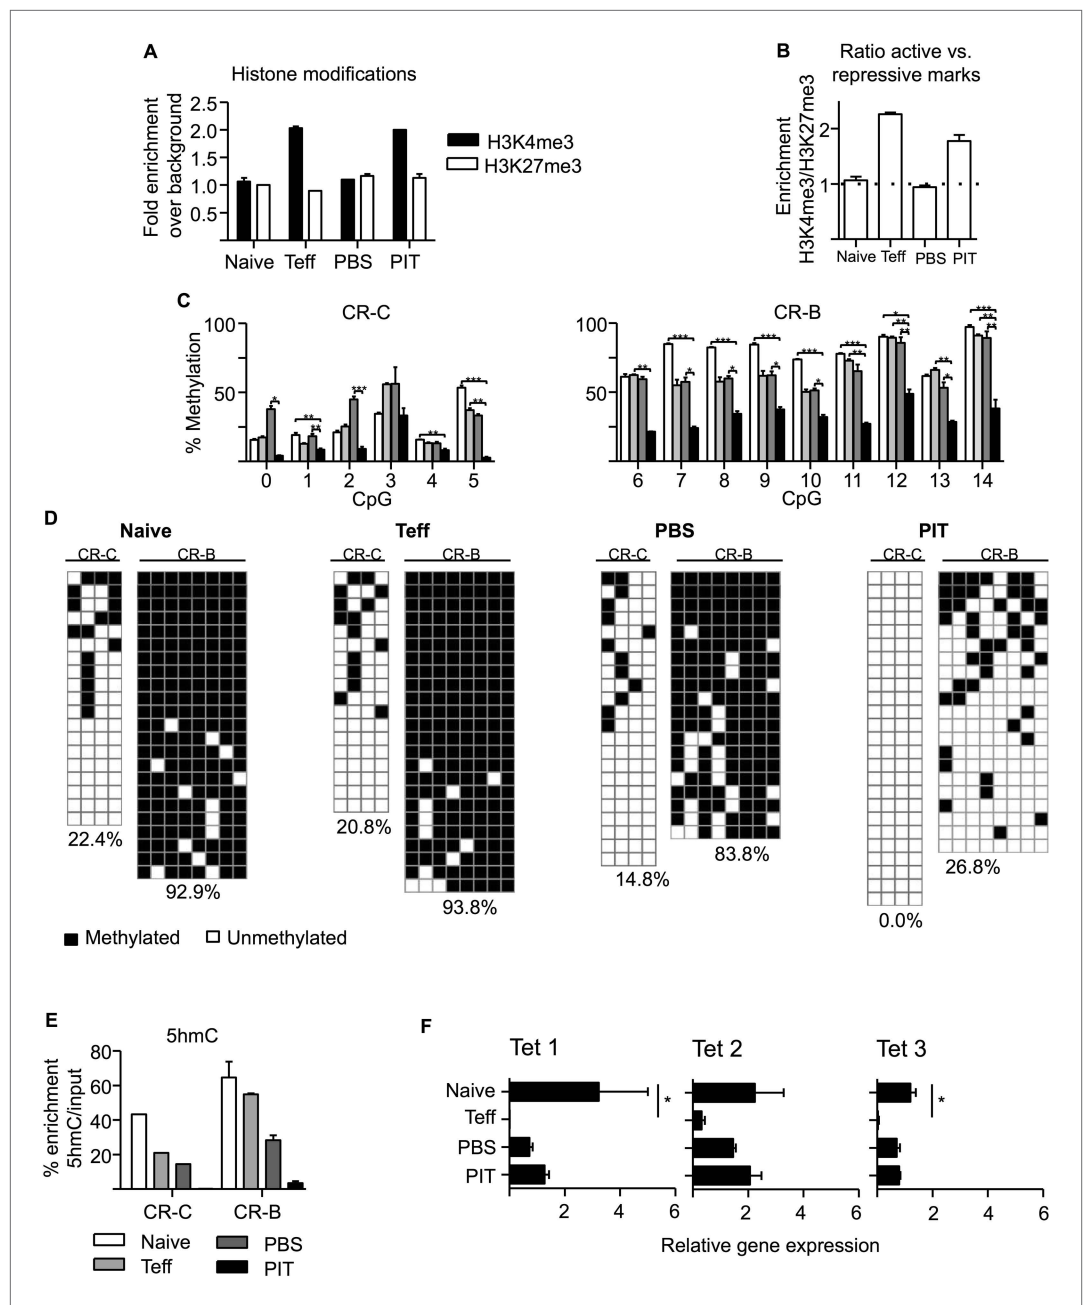 A
Histone modifications
Fold enrichment
over background
2.5
2.0
1.5
1.0
0.5
Naive Teff PBS PIT
H3K4me3
H3K27me3
B
Ratio active vs.
repressive marks
Enrichment
H3K4me3/H3K27me3
2
1
Naive Teff PBS PIT
C
CR-C
% Methylation
100
50
* ** ** *** ** *** **
0 1 2 3 4 5
CpG
CR-B
100
50
** *** * *** * *** * *** * *** ** * ** ** ** * *** ** **
6 7 8 9 10 11 12 13 14
CpG
D
Naive Teff PBS PIT
CR-C CR-B CR-C CR-B CR-C CR-B CR-C CR-B
22.4%
92.9%
20.8%
93.8%
14.8%
83.8%
0.0%
26.8%
Methylated Unmethylated
E
5hmC
% enrichment
5hmC/input
80
60
40
20
CR-C CR-B
Naive PBS
Teff PIT
F
Tet 1 Tet 2 Tet 3
Naive
Teff
PBS
PIT
* *
2 4 6 2 4 6 2 4 6
Relative gene expression